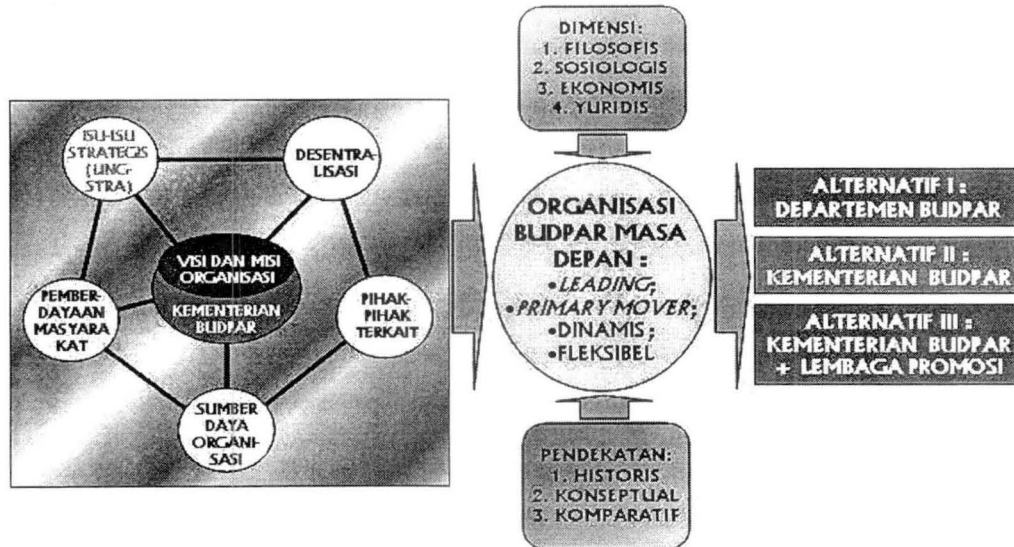 ISU-ISU
STRATEGIS
(LING-
STRA)
DESENTRA-
LISASI
VISI DAN MISI
ORGANISASI
KEMENTERIAN
BUDPAR
PEMBER-
DAYAAN
MASYARA
KAT
PIHAK-
PIHAK
TERKAIT
SUMBER
DAYA
ORGANI-
SASI
DIMENSI:
1. FILOSOFIS
2. SOSIOLOGIS
3. EKONOMIS
4. YURIDIS
ORGANISASI
BUDPAR MASA
DEPAN :
•LEADING;
•PRIMARY MOVER;
•DINAMIS;
•FLEKSIBEL
PENDEKATAN:
1. HISTORIS
2. KONSEPTUAL
3. KOMPARATIF
ALTERNATIF I :
DEPARTEMEN BUDPAR
ALTERNATIF II :
KEMENTERIAN BUDPAR
ALTERNATIF III :
KEMENTERIAN BUDPAR
+ LEMBAGA PROMOSI